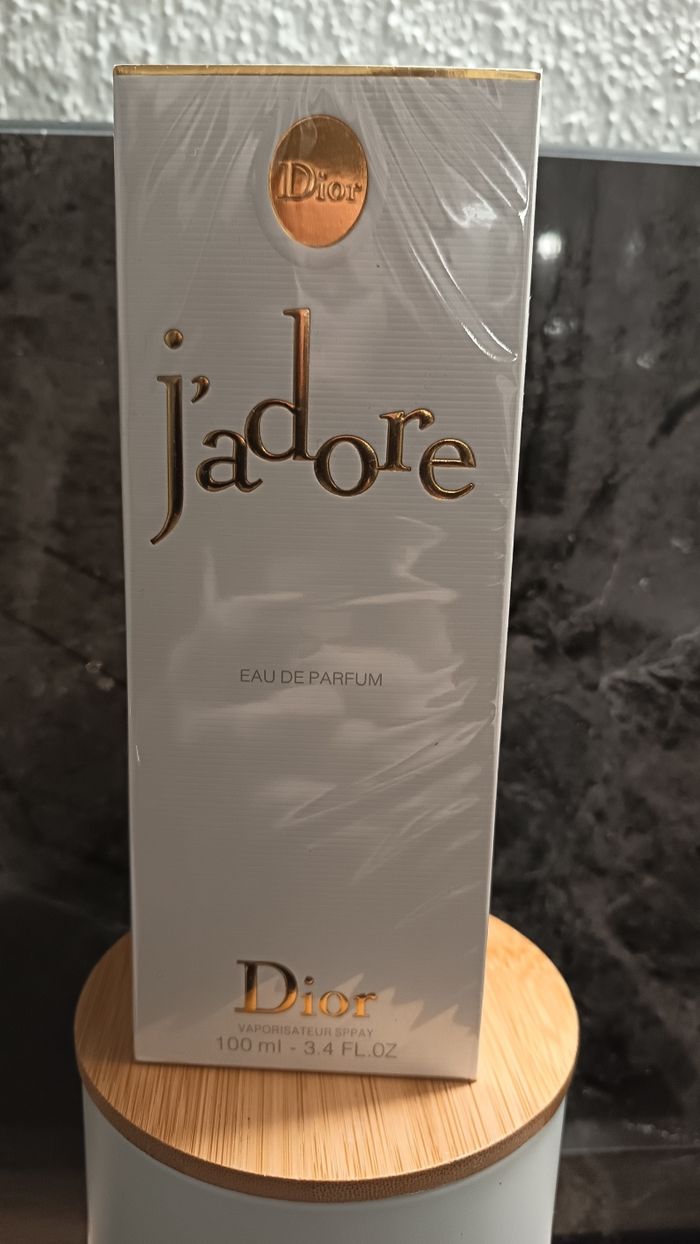 Dior
j'adore
EAU DE PARFUM
Dior
VAPORISATEUR SPPAY
100 ml - 3.4 FL.OZ